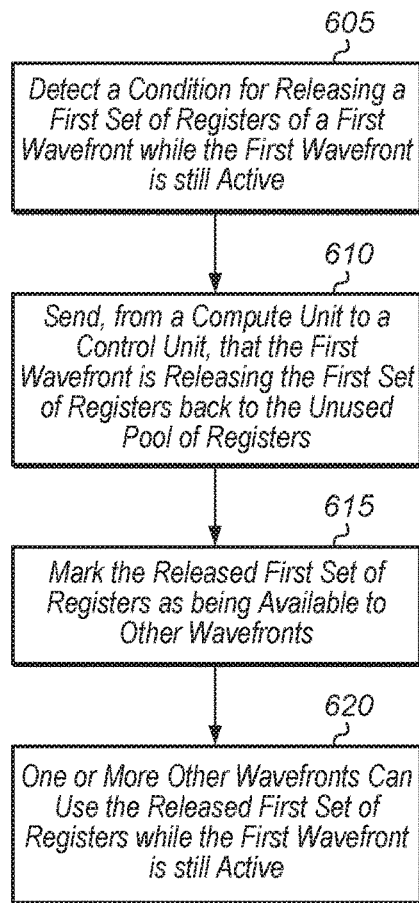 605
Detect a Condition for Releasing a
First Set of Registers of a First
Wavefront while the First Wavefront
is still Active
610
Send, from a Compute Unit to a
Control Unit, that the First
Wavefront is Releasing the First Set
of Registers back to the Unused
Pool of Registers
615
Mark the Released First Set of
Registers as being Available to
Other Wavefronts
620
One or More Other Wavefronts Can
Use the Released First Set of
Registers while the First Wavefront
is still Active